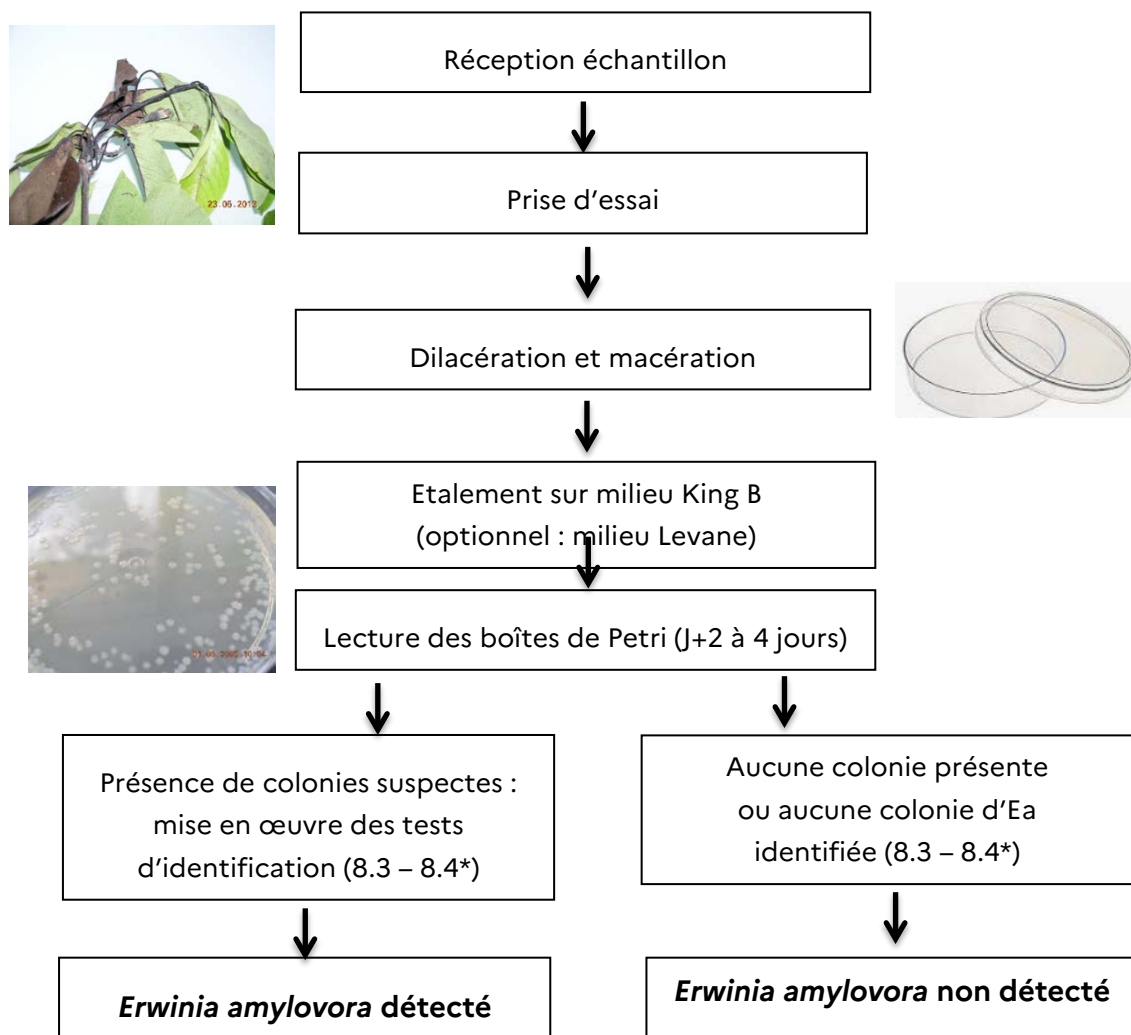 Réception échantillon
23.05.2013
Prise d'essai
Dilacération et macération
Etalement sur milieu King B
(optionnel : milieu Levane)
Lecture des boîtes de Petri (J+2 à 4 jours)
Présence de colonies suspectes :
mise en œuvre des tests
d'identification (8.3 – 8.4*)
Aucune colonie présente
ou aucune colonie d'Ea
identifiée (8.3 – 8.4*)
Erwinia amylovora détecté
Erwinia amylovora non détecté